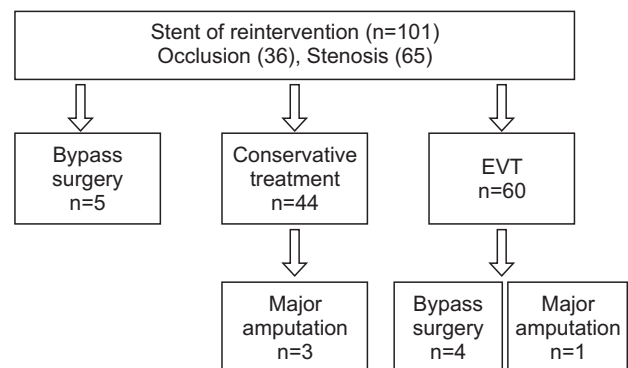 Stent of reintervention (n=101)
Occlusion (36), Stenosis (65)
Bypass
surgery
n=5
Conservative
treatment
n=44
EVT
n=60
Major
amputation
n=3
Bypass
surgery
n=4
Major
amputation
n=1